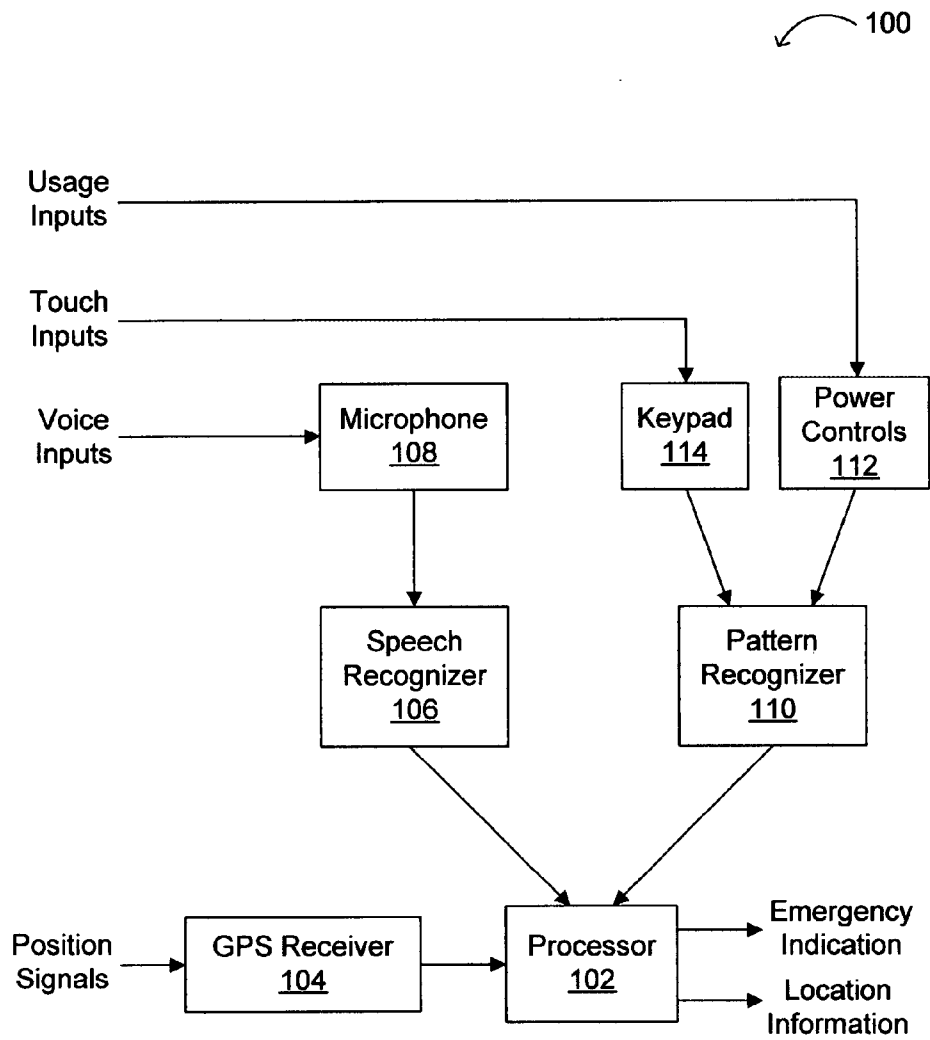 100
Usage
Inputs
Touch
Inputs
Voice
Inputs
Microphone
108
Keypad
114
Power
Controls
112
Speech
Recognizer
106
Pattern
Recognizer
110
Position
Signals
GPS Receiver
104
Processor
102
Emergency
Indication
Location
Information